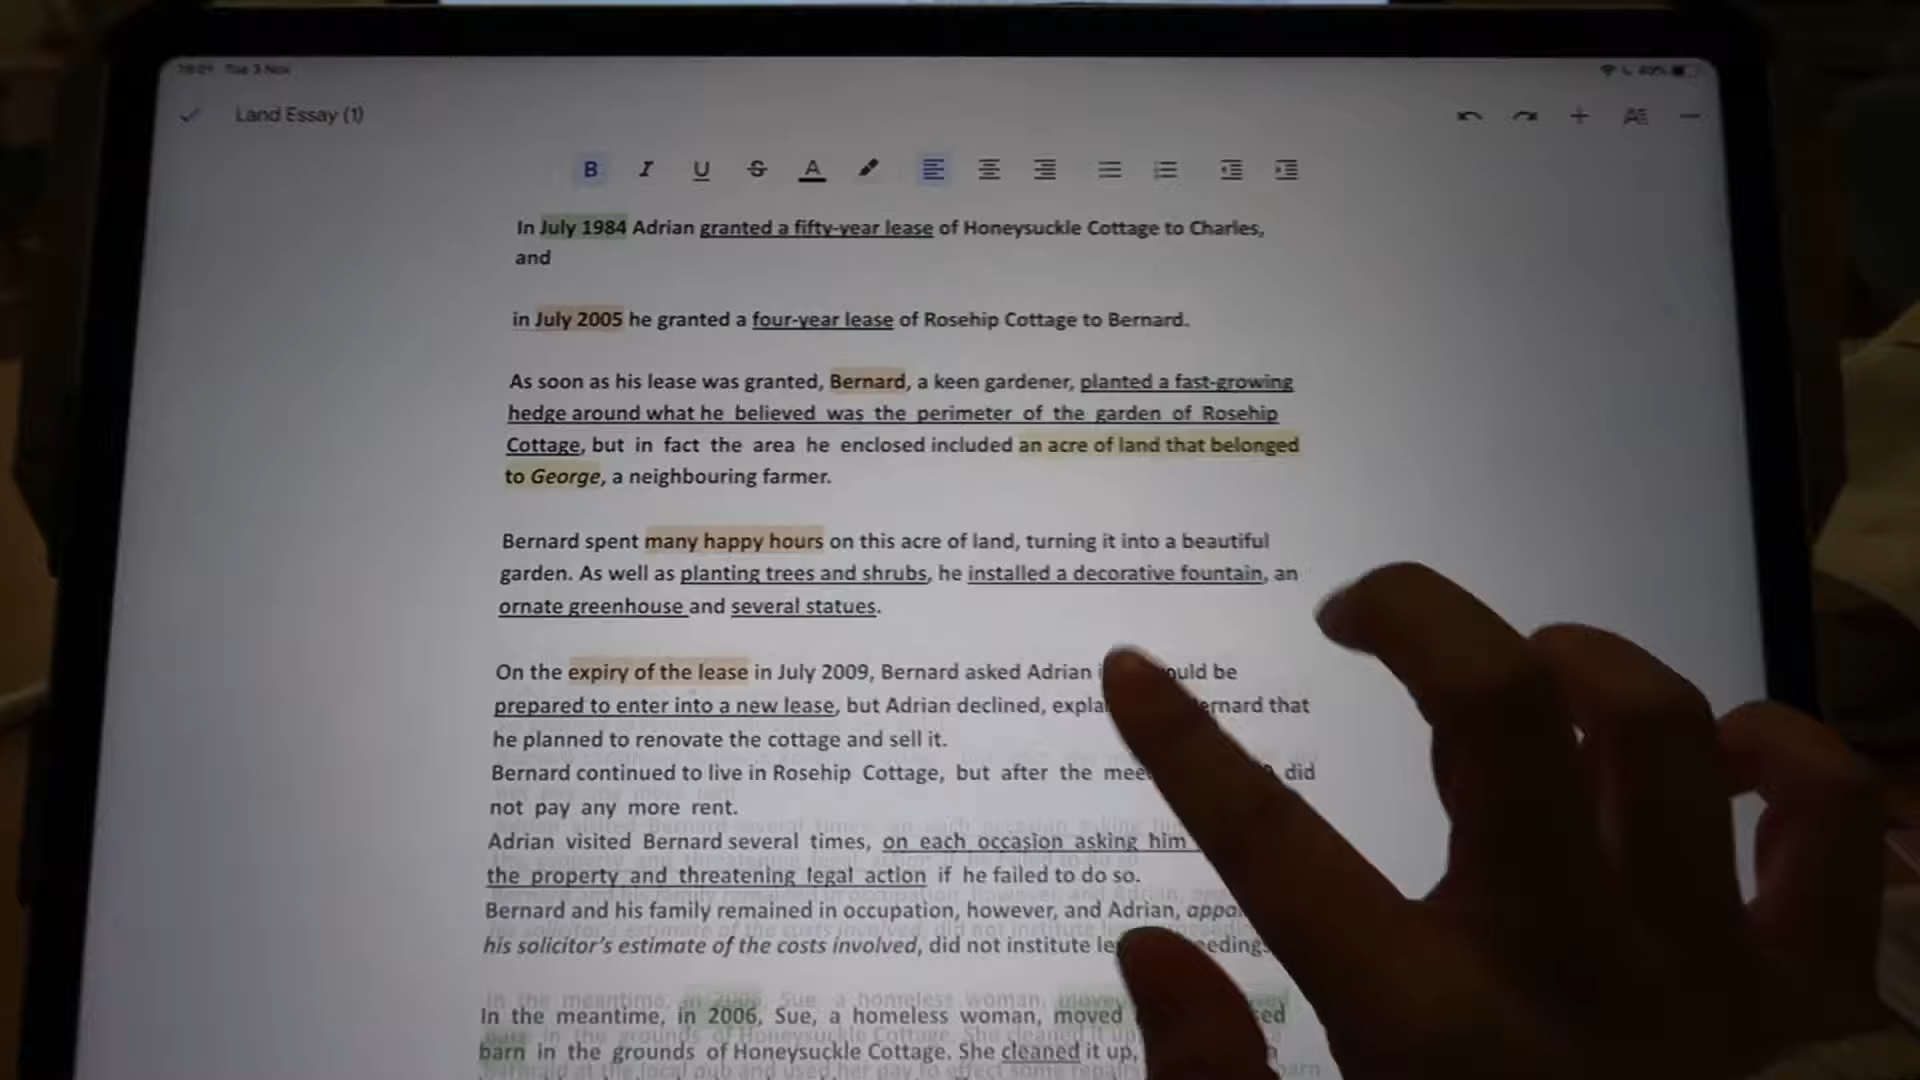 Tue 3 Nov
Land Essay (1)
B I U S A
In July 1984 Adrian granted a fifty-year lease of Honeysuckle Cottage to Charles,
and
in July 2005 he granted a four-year lease of Rosehip Cottage to Bernard.
As soon as his lease was granted, Bernard, a keen gardener, planted a fast-growing
hedge around what he believed was the perimeter of the garden of Rosehip
Cottage, but in fact the area he enclosed included an acre of land that belonged
to George, a neighbouring farmer.
Bernard spent many happy hours on this acre of land, turning it into a beautiful
garden. As well as planting trees and shrubs, he installed a decorative fountain, an
ornate greenhouse and several statues.
On the expiry of the lease in July 2009, Bernard asked Adrian be
prepared to enter into a new lease, but Adrian declined, that
he planned to renovate the cottage and sell it.
Bernard continued to live in Rosehip Cottage, but after the did
not pay any more rent.
Adrian visited Bernard several times, on each occasion asking him
the property and threatening legal action if he failed to do so.
Bernard and his family remained in occupation, however, and Adrian,
his solicitor's estimate of the costs involved, did not institute
In the meantime, in 2006, Sue, a homeless woman, moved
barn in the grounds of Honeysuckle Cottage. She cleaned it up,